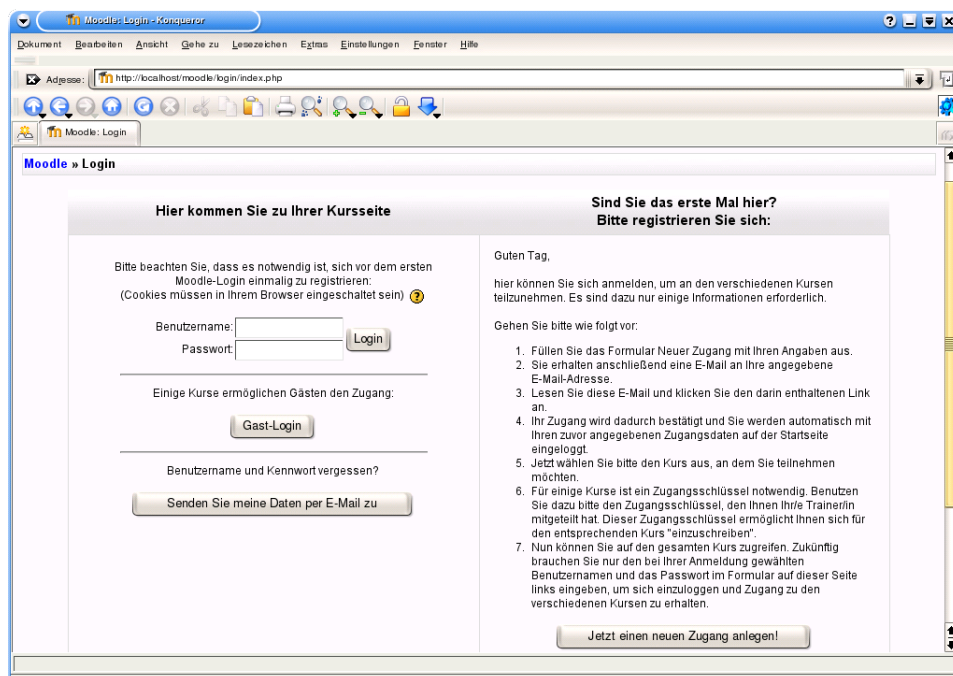 Moodle: Login - Konqueror
Dokument Bearbeiten Ansicht Gehe zu Lesezeichen Extras Einstellungen Fenster Hilfe
Adresse: http://localhost/moodle/login/index.php
Moodle: Login
Moodle » Login
Hier kommen Sie zu Ihrer Kursseite
Bitte beachten Sie, dass es notwendig ist, sich vor dem ersten
Moodle-Login einmalig zu registrieren:
(Cookies müssen in Ihrem Browser eingeschaltet sein) ?
Benutzername:
Passwort:
Login
Einige Kurse ermöglichen Gästen den Zugang:
Gast-Login
Benutzername und Kennwort vergessen?
Senden Sie meine Daten per E-Mail zu
Sind Sie das erste Mal hier?
Bitte registrieren Sie sich:
Guten Tag,
hier können Sie sich anmelden, um an den verschiedenen Kursen
teilzunehmen. Es sind dazu nur einige Informationen erforderlich.
Gehen Sie bitte wie folgt vor:
1. Füllen Sie das Formular Neuer Zugang mit Ihren Angaben aus.
2. Sie erhalten anschließend eine E-Mail an Ihre angegebene
E-Mail-Adresse.
3. Lesen Sie diese E-Mail und klicken Sie den darin enthaltenen Link
an.
4. Ihr Zugang wird dadurch bestätigt und Sie werden automatisch mit
Ihren zuvor angegebenen Zugangsdaten auf der Startseite
eingeloggt.
5. Jetzt wählen Sie bitte den Kurs aus, an dem Sie teilnehmen
möchten.
6. Für einige Kurse ist ein Zugangsschlüssel notwendig. Benutzen
Sie dazu bitte den Zugangsschlüssel, den Ihnen Ihr/e Trainer/in
mitgeteilt hat. Dieser Zugangsschlüssel ermöglicht Ihnen sich für
den entsprechenden Kurs "einzuschreiben".
7. Nun können Sie auf den gesamten Kurs zugreifen. Zukünftig
brauchen Sie nur den bei Ihrer Anmeldung gewählten
Benutzernamen und das Passwort im Formular auf dieser Seite
links eingeben, um sich einzuloggen und Zugang zu den
verschiedenen Kursen zu erhalten.
Jetzt einen neuen Zugang anlegen!